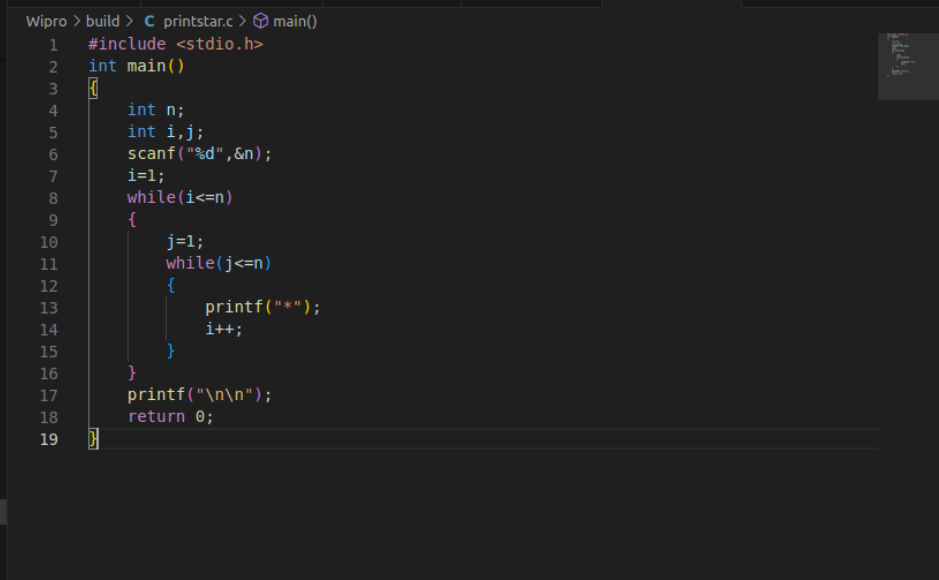 Wipro > build > C printstar.c > main()
1 #include <stdio.h>
2 int main()
3 {
4     int n;
5     int i,j;
6     scanf("%d",&n);
7     i=1;
8     while(i<=n)
9     {
10         j=1;
11         while(j<=n)
12         {
13             printf("*");
14             i++;
15         }
16     }
17     printf("\n\n");
18     return 0;
19 }